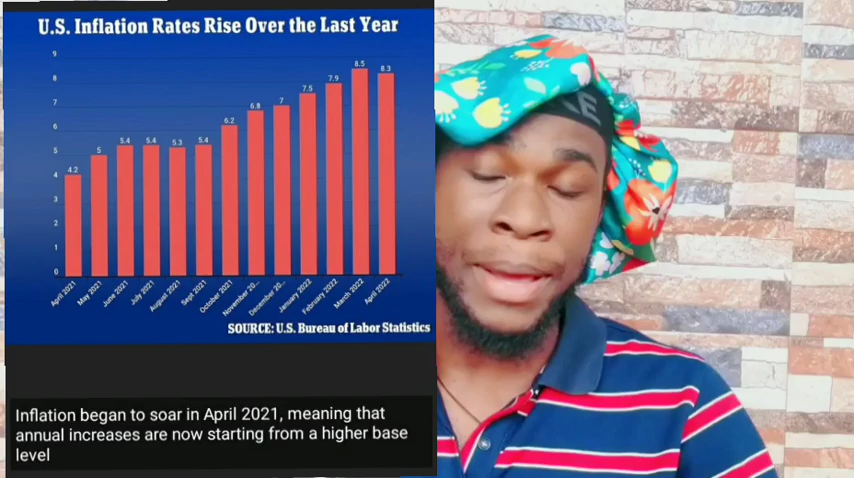 U.S. Inflation Rates Rise Over the Last Year
9
8
7
6
5
4
3
2
1
0
4.2
5
5.4
5.4
5.3
5.4
6.2
6.8
7
7.5
7.9
8.5
8.3
April 2021
May 2021
June 2021
July 2021
August 2021
Sept 2021
October 2021
November 20...
December 20...
January 2022
February 2022
March 2022
April 2022
SOURCE: U.S. Bureau of Labor Statistics
Inflation began to soar in April 2021, meaning that
annual increases are now starting from a higher base
level